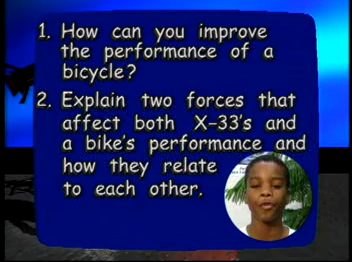 1. How can you improve
the performance of a
bicycle?
2. Explain two forces that
affect both X–33's and
a bike's performance and
how they relate
to each other.